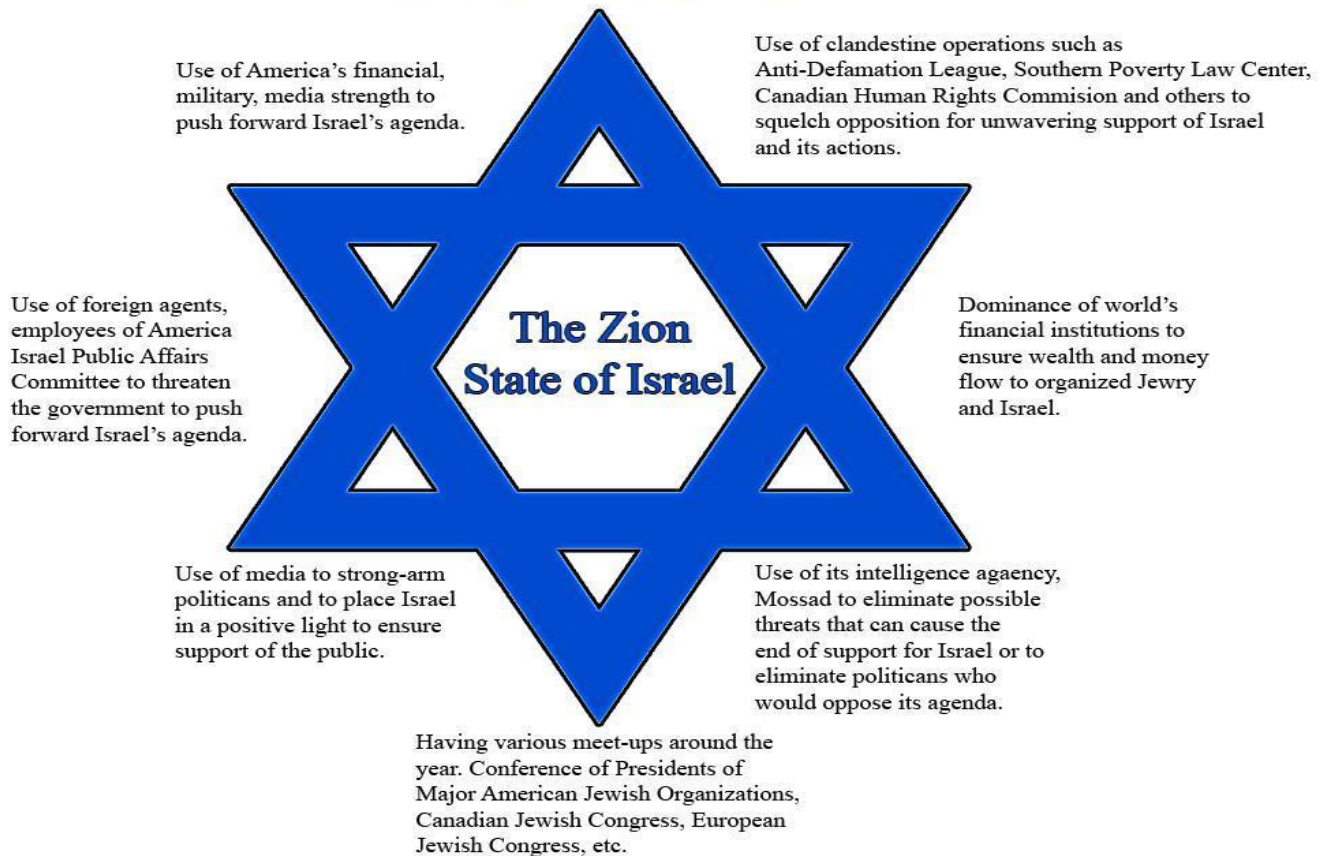 Use of America's financial,
military, media strength to
push forward Israel's agenda.
Use of clandestine operations such as
Anti-Defamation League, Southern Poverty Law Center,
Canadian Human Rights Commision and others to
squelch opposition for unwavering support of Israel
and its actions.
Use of foreign agents,
employees of America
Israel Public Affairs
Committee to threaten
the government to push
forward Israel's agenda.
The Zion
State of Israel
Dominance of world's
financial institutions to
ensure wealth and money
flow to organized Jewry
and Israel.
Use of media to strong-arm
politicans and to place Israel
in a positive light to ensure
support of the public.
Use of its intelligence agaency,
Mossad to eliminate possible
threats that can cause the
end of support for Israel or to
eliminate politicans who
would oppose its agenda.
Having various meet-ups around the
year. Conference of Presidents of
Major American Jewish Organizations,
Canadian Jewish Congress, European
Jewish Congress, etc.